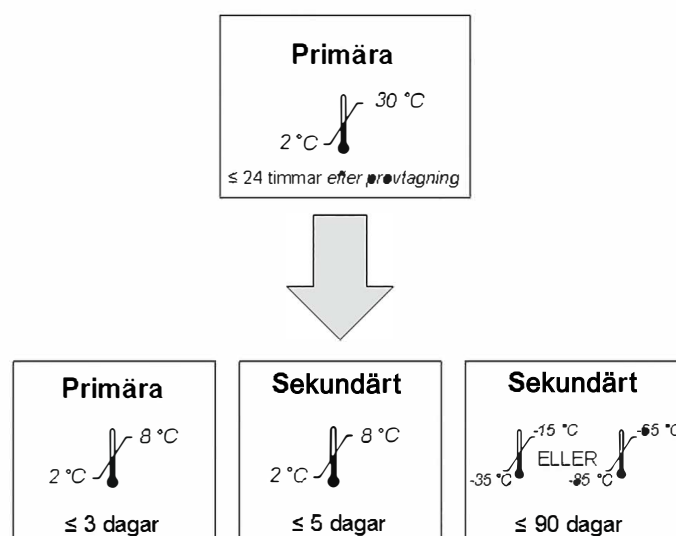 Primära
30 °C
2 °C
≤ 24 timmar efter provtagning
Primära
8 °C
2 °C
≤ 3 dagar
Sekundärt
8 °C
2 °C
≤ 5 dagar
Sekundärt
-15 °C
-35 °C
ELLER
-65 °C
-85 °C
≤ 90 dagar